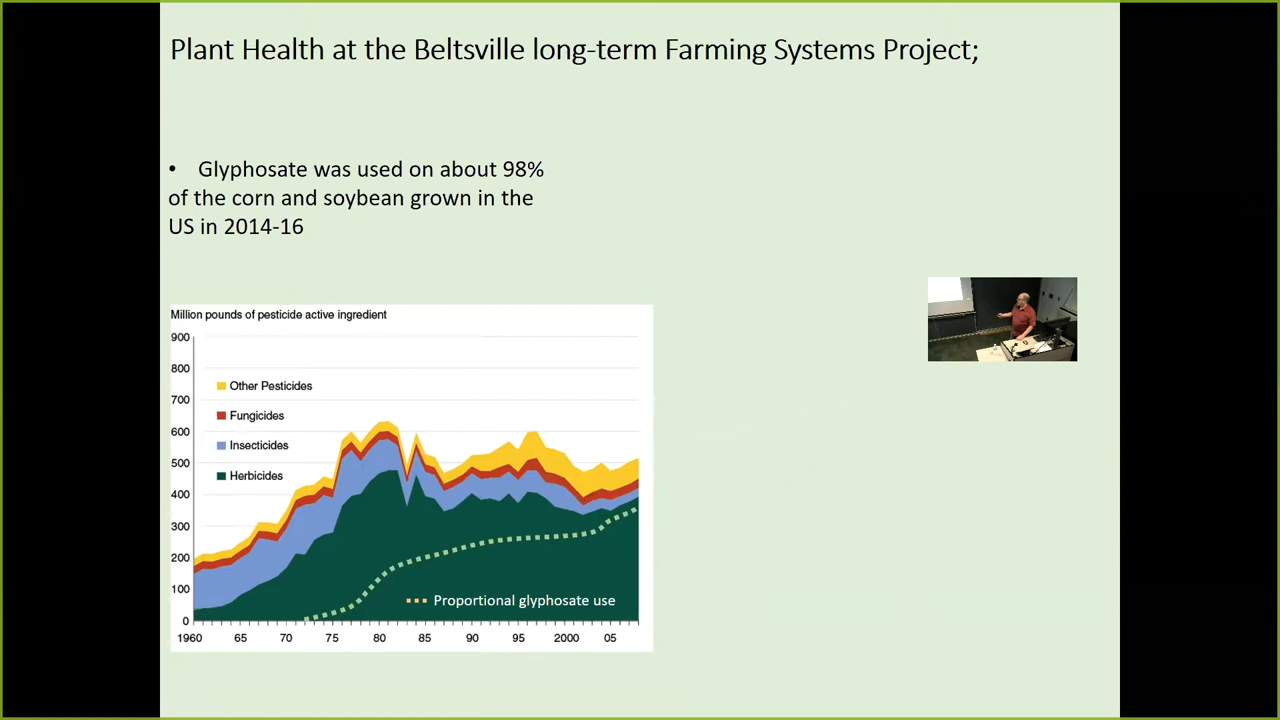 Plant Health at the Beltsville long-term Farming Systems Project;
• Glyphosate was used on about 98%
of the corn and soybean grown in the
US in 2014-16
Million pounds of pesticide active ingredient
900
800
700
600
500
400
300
200
100
0
Other Pesticides
Fungicides
Insecticides
Herbicides
Proportional glyphosate use
1960 65 70 75 80 85 90 95 2000 05